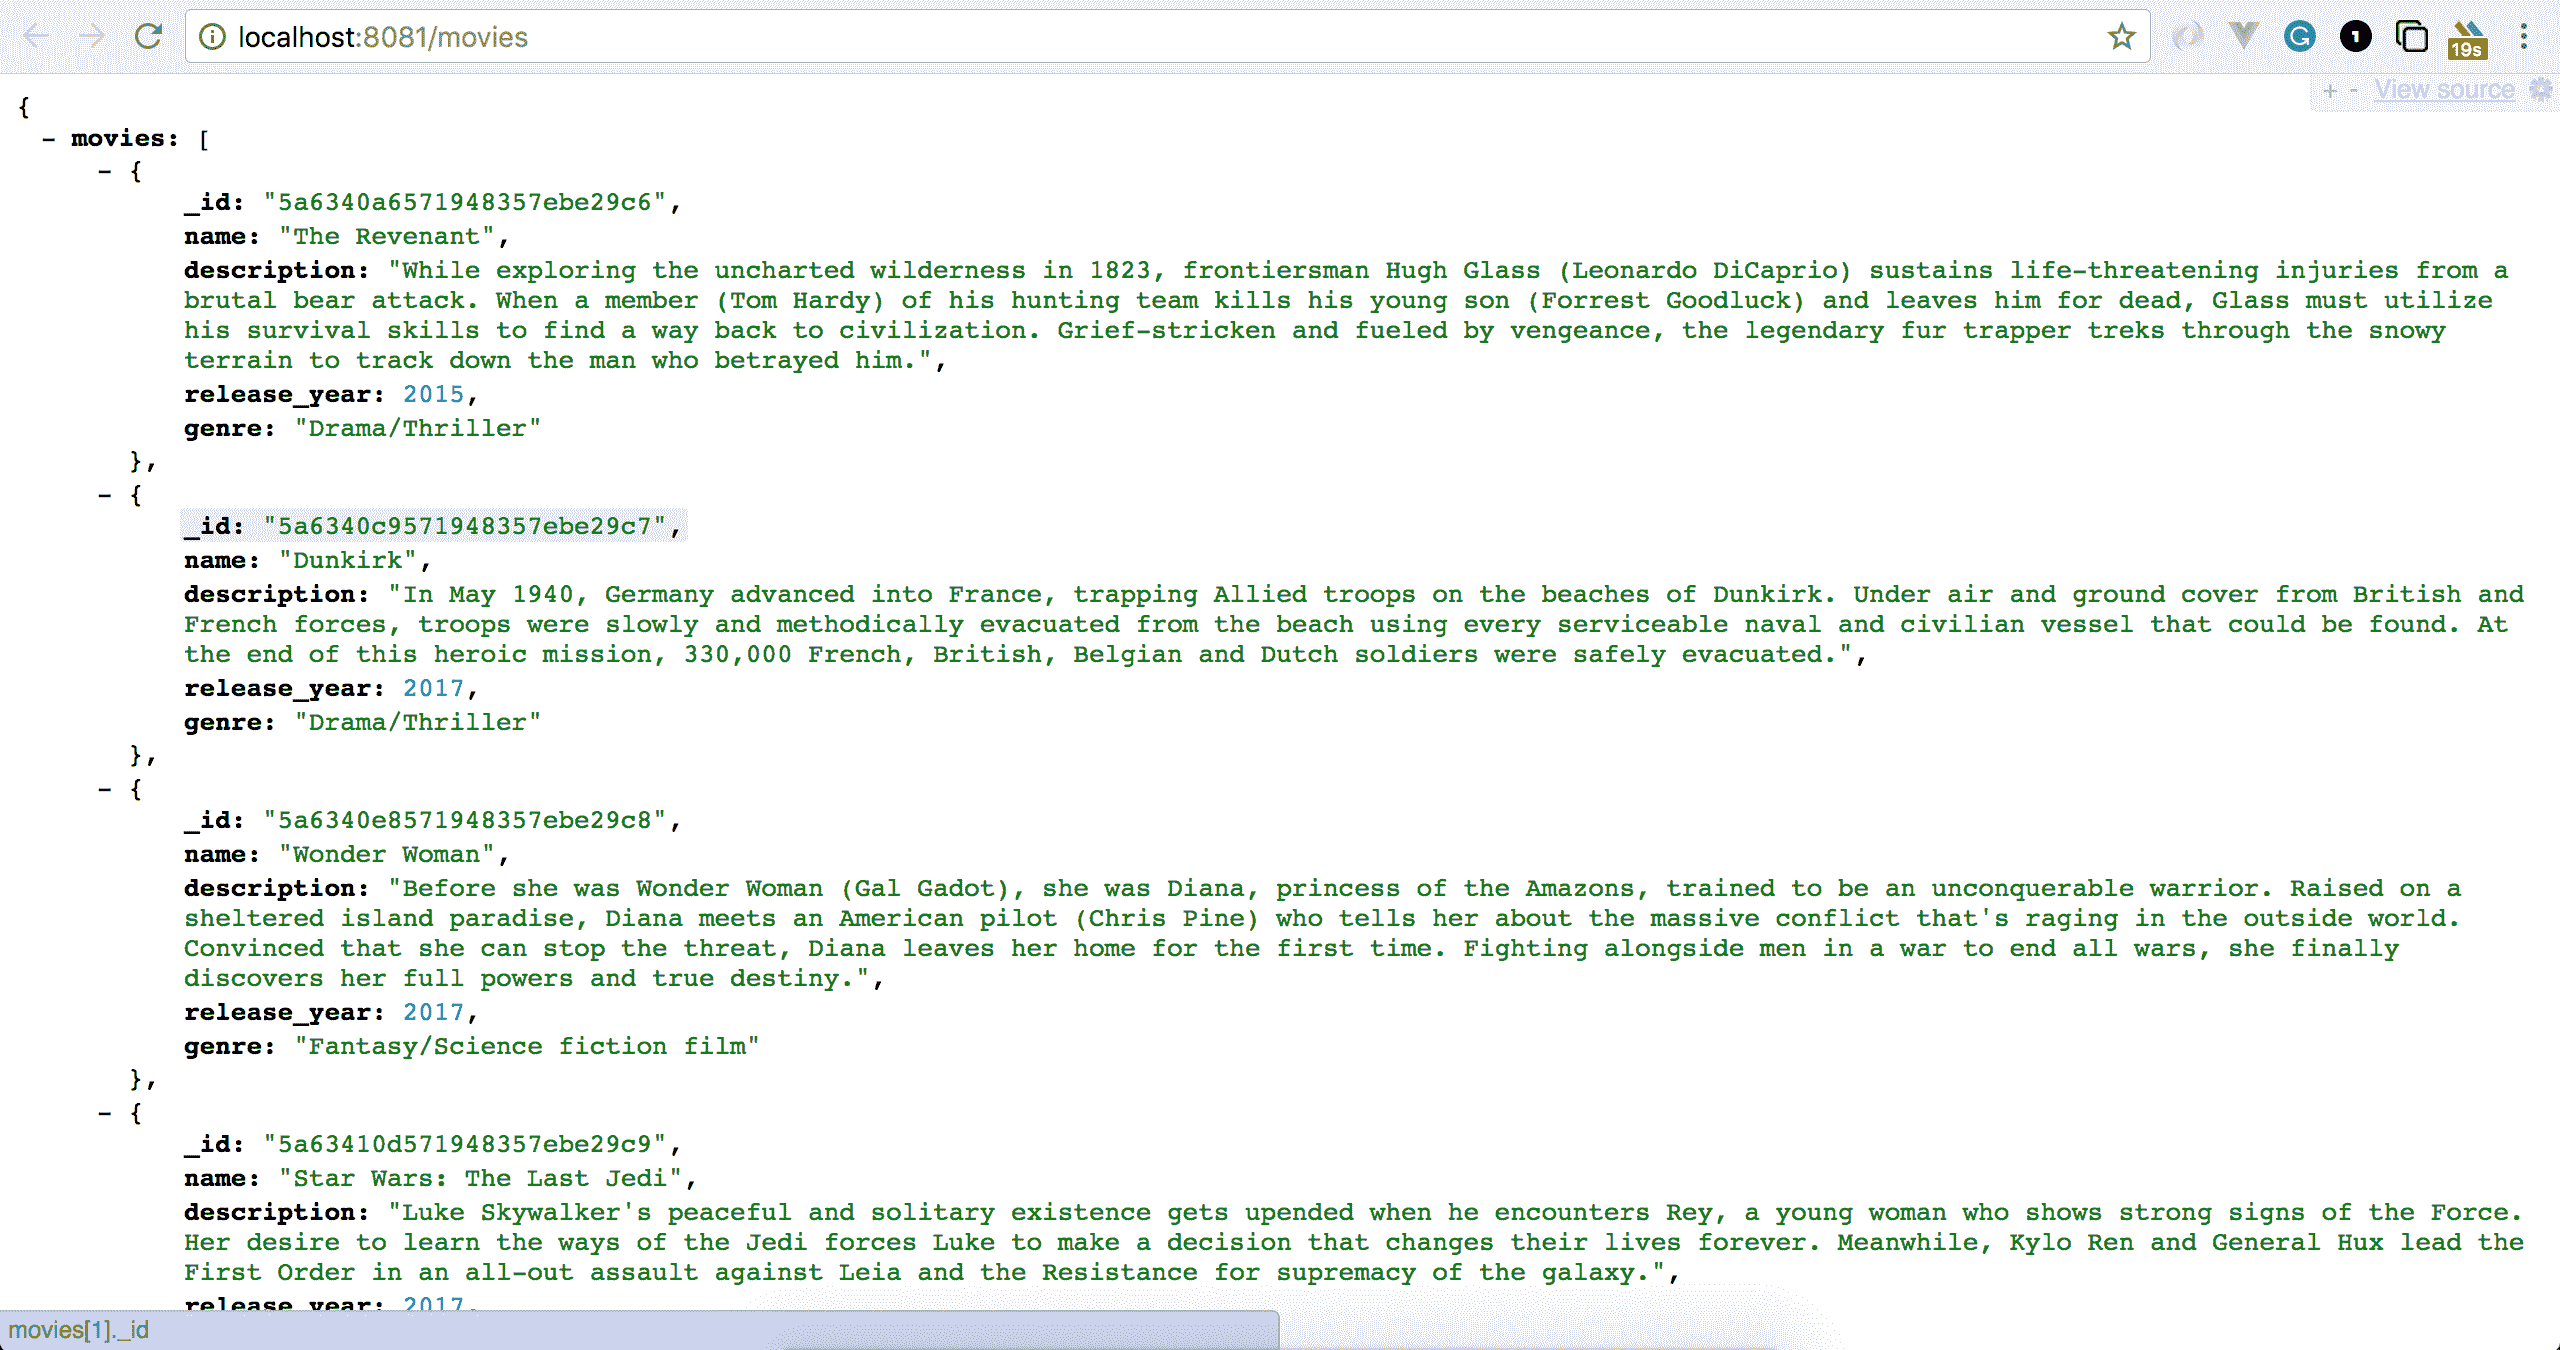 localhost:8081/movies
1
19s
+ - View source
{
- movies: [
- {
_id: "5a6340a6571948357ebe29c6",
name: "The Revenant",
description: "While exploring the uncharted wilderness in 1823, frontiersman Hugh Glass (Leonardo DiCaprio) sustains life-threatening injuries from a
brutal bear attack. When a member (Tom Hardy) of his hunting team kills his young son (Forrest Goodluck) and leaves him for dead, Glass must utilize
his survival skills to find a way back to civilization. Grief-stricken and fueled by vengeance, the legendary fur trapper treks through the snowy
terrain to track down the man who betrayed him.",
release_year: 2015,
genre: "Drama/Thriller"
},
- {
_id: "5a6340c9571948357ebe29c7",
name: "Dunkirk",
description: "In May 1940, Germany advanced into France, trapping Allied troops on the beaches of Dunkirk. Under air and ground cover from British and
French forces, troops were slowly and methodically evacuated from the beach using every serviceable naval and civilian vessel that could be found. At
the end of this heroic mission, 330,000 French, British, Belgian and Dutch soldiers were safely evacuated.",
release_year: 2017,
genre: "Drama/Thriller"
},
- {
_id: "5a6340e8571948357ebe29c8",
name: "Wonder Woman",
description: "Before she was Wonder Woman (Gal Gadot), she was Diana, princess of the Amazons, trained to be an unconquerable warrior. Raised on a
sheltered island paradise, Diana meets an American pilot (Chris Pine) who tells her about the massive conflict that's raging in the outside world.
Convinced that she can stop the threat, Diana leaves her home for the first time. Fighting alongside men in a war to end all wars, she finally
discovers her full powers and true destiny.",
release_year: 2017,
genre: "Fantasy/Science fiction film"
},
- {
_id: "5a63410d571948357ebe29c9",
name: "Star Wars: The Last Jedi",
description: "Luke Skywalker's peaceful and solitary existence gets upended when he encounters Rey, a young woman who shows strong signs of the Force.
Her desire to learn the ways of the Jedi forces Luke to make a decision that changes their lives forever. Meanwhile, Kylo Ren and General Hux lead the
First Order in an all-out assault against Leia and the Resistance for supremacy of the galaxy.",
release_year: 2017,
movies[1]._id